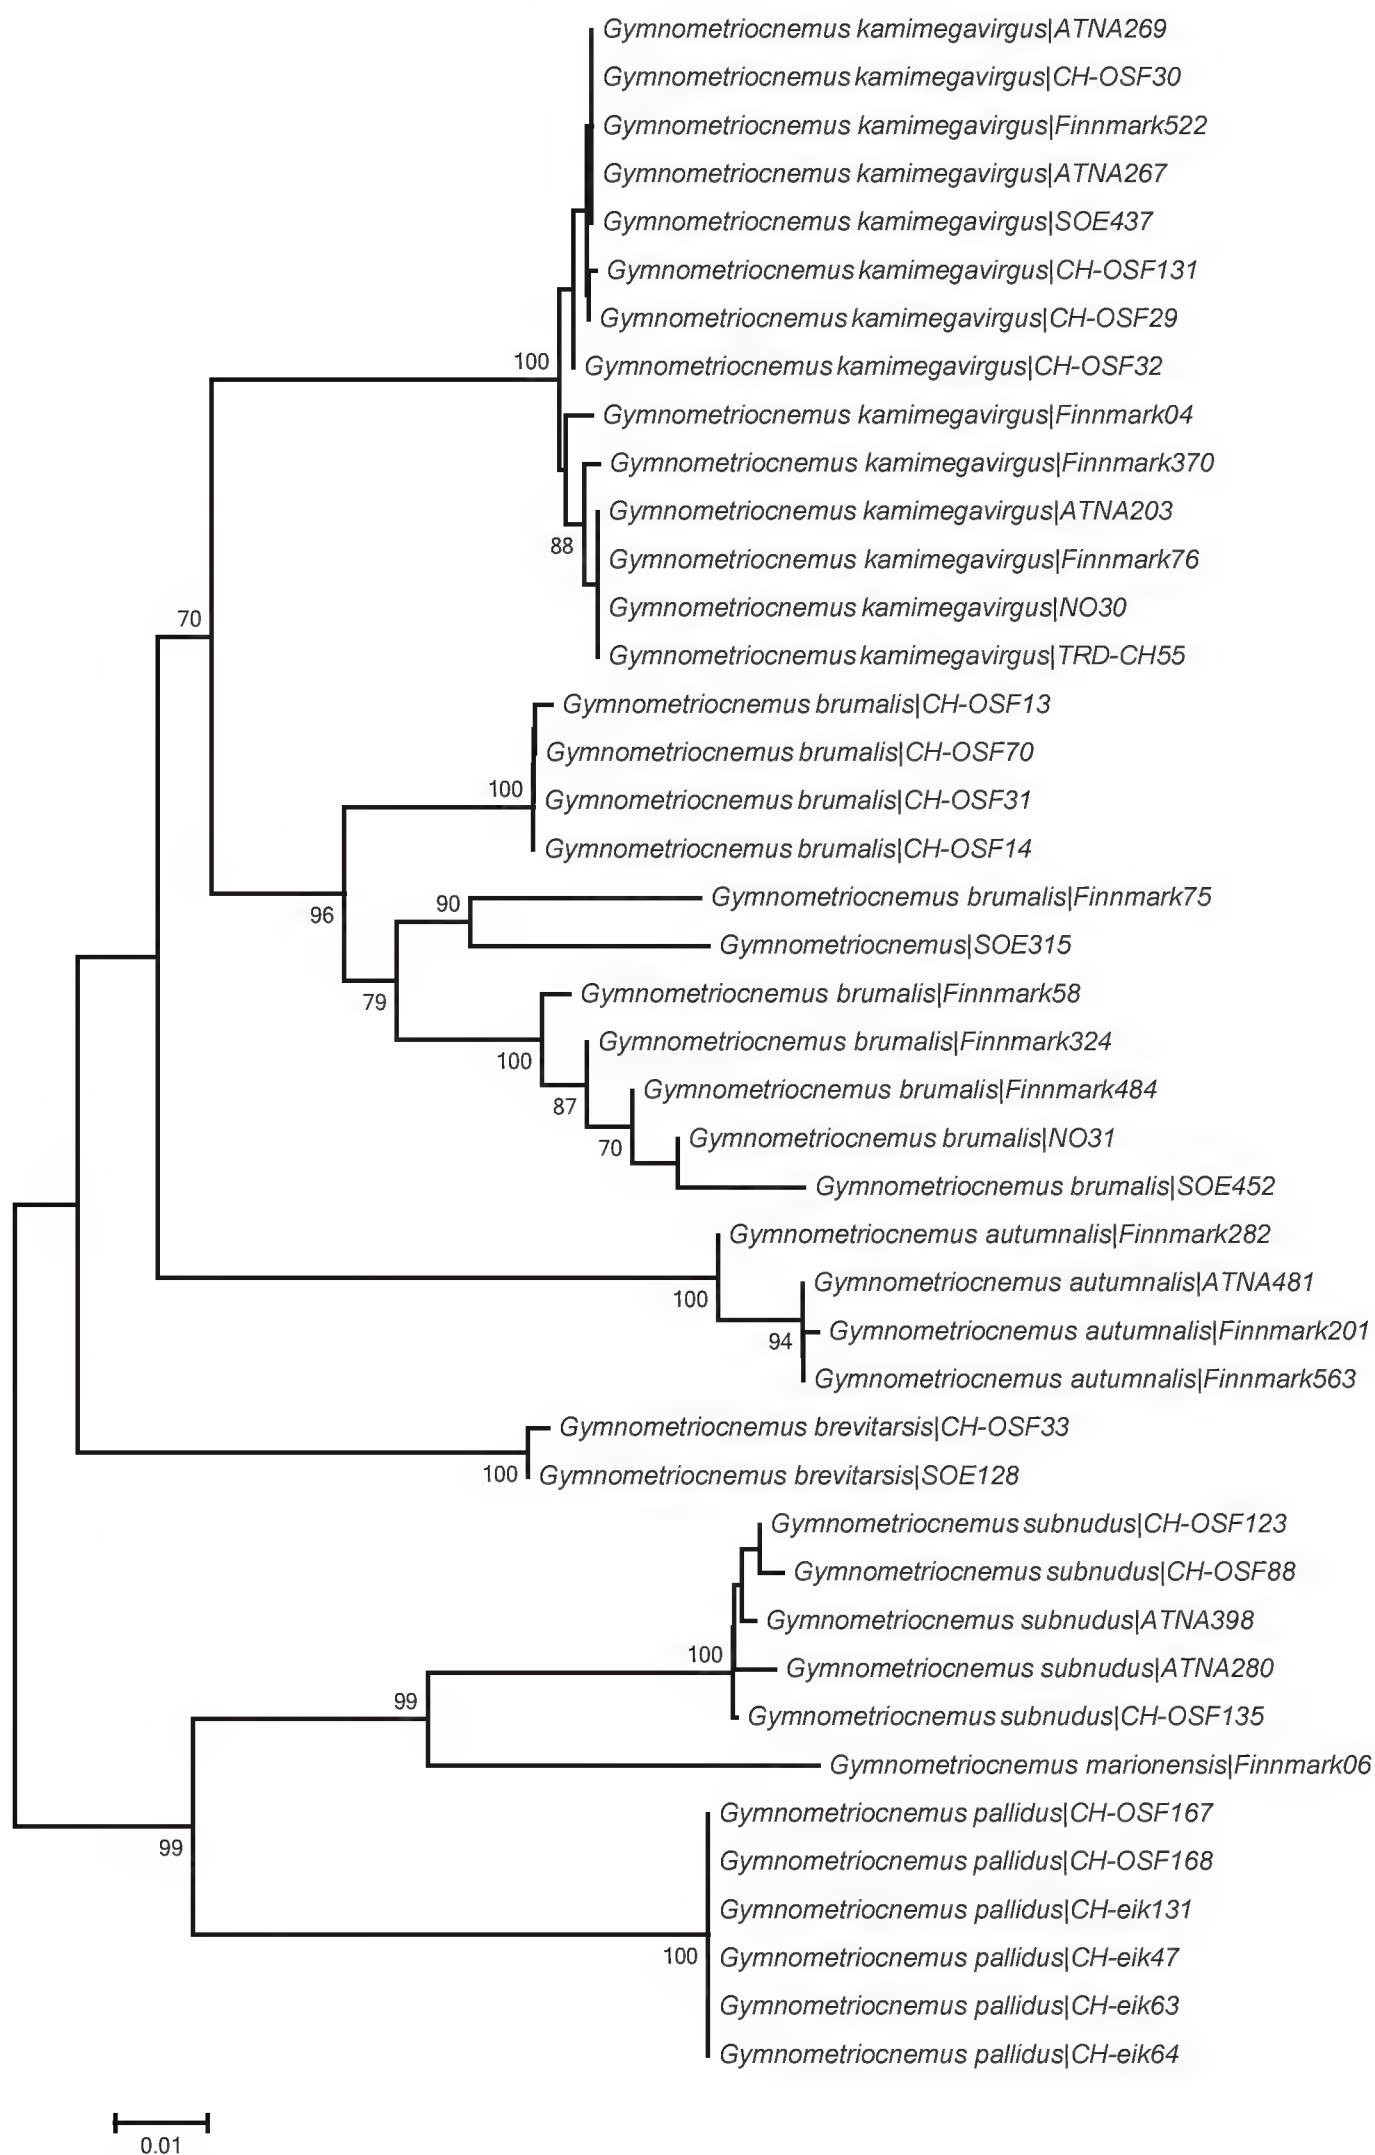 Gymnometriocnemus kamimegavirgus|ATNA269
Gymnometriocnemus kamimegavirgus|CH-OSF30
Gymnometriocnemus kamimegavirgus|Finnmark522
Gymnometriocnemus kamimegavirgus|ATNA267
Gymnometriocnemus kamimegavirgus|SOE437
Gymnometriocnemus kamimegavirgus|CH-OSF131
Gymnometriocnemus kamimegavirgus|CH-OSF29
100 Gymnometriocnemus kamimegavirgus|CH-OSF32
Gymnometriocnemus kamimegavirgus|Finnmark04
Gymnometriocnemus kamimegavirgus|Finnmark370
Gymnometriocnemus kamimegavirgus|ATNA203
88
Gymnometriocnemus kamimegavirgus|Finnmark76
Gymnometriocnemus kamimegavirgus|NO30
70
Gymnometriocnemus kamimegavirgus|TRD-CH55
Gymnometriocnemus brumalis|CH-OSF13
Gymnometriocnemus brumalis|CH-OSF70
100
Gymnometriocnemus brumalis|CH-OSF31
Gymnometriocnemus brumalis|CH-OSF14
90 Gymnometriocnemus brumalis|Finnmark75
96
Gymnometriocnemus|SOE315
Gymnometriocnemus brumalis|Finnmark58
79
Gymnometriocnemus brumalis|Finnmark324
100
Gymnometriocnemus brumalis|Finnmark484
87
Gymnometriocnemus brumalis|NO31
70
Gymnometriocnemus brumalis|SOE452
Gymnometriocnemus autumnalis|Finnmark282
Gymnometriocnemus autumnalis|ATNA481
100
Gymnometriocnemus autumnalis|Finnmark201
94
Gymnometriocnemus autumnalis|Finnmark563
Gymnometriocnemus brevitarsis|CH-OSF33
100 Gymnometriocnemus brevitarsis|SOE128
Gymnometriocnemus subnudus|CH-OSF123
Gymnometriocnemus subnudus|CH-OSF88
Gymnometriocnemus subnudus|ATNA398
100
Gymnometriocnemus subnudus|ATNA280
99
Gymnometriocnemus subnudus|CH-OSF135
Gymnometriocnemus marionensis|Finnmark06
Gymnometriocnemus pallidus|CH-OSF167
99
Gymnometriocnemus pallidus|CH-OSF168
Gymnometriocnemus pallidus|CH-eik131
100 Gymnometriocnemus pallidus|CH-eik47
Gymnometriocnemus pallidus|CH-eik63
Gymnometriocnemus pallidus|CH-eik64
0.01